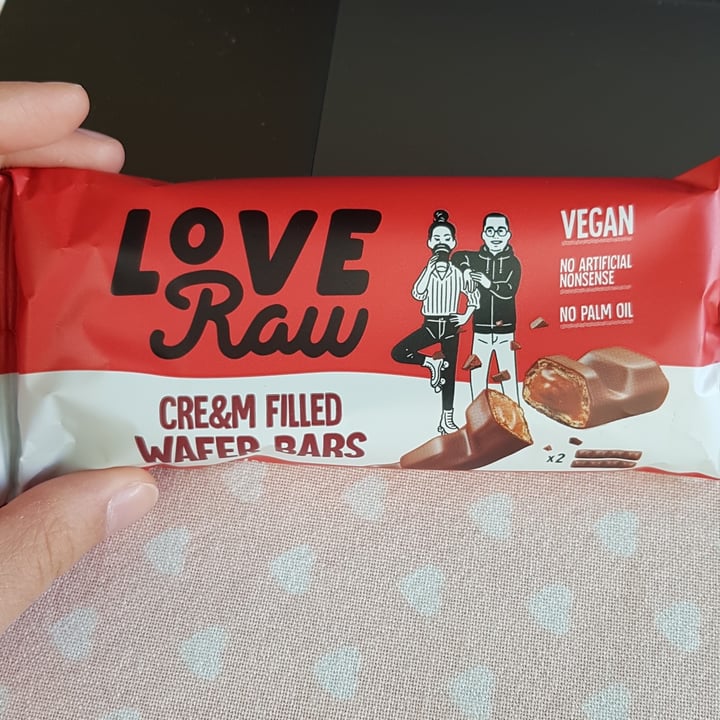 LOVE
Raw
CRE&M FILLED
WAFER BARS
VEGAN
NO ARTIFICIAL
NONSENSE
NO PALM OIL
x2